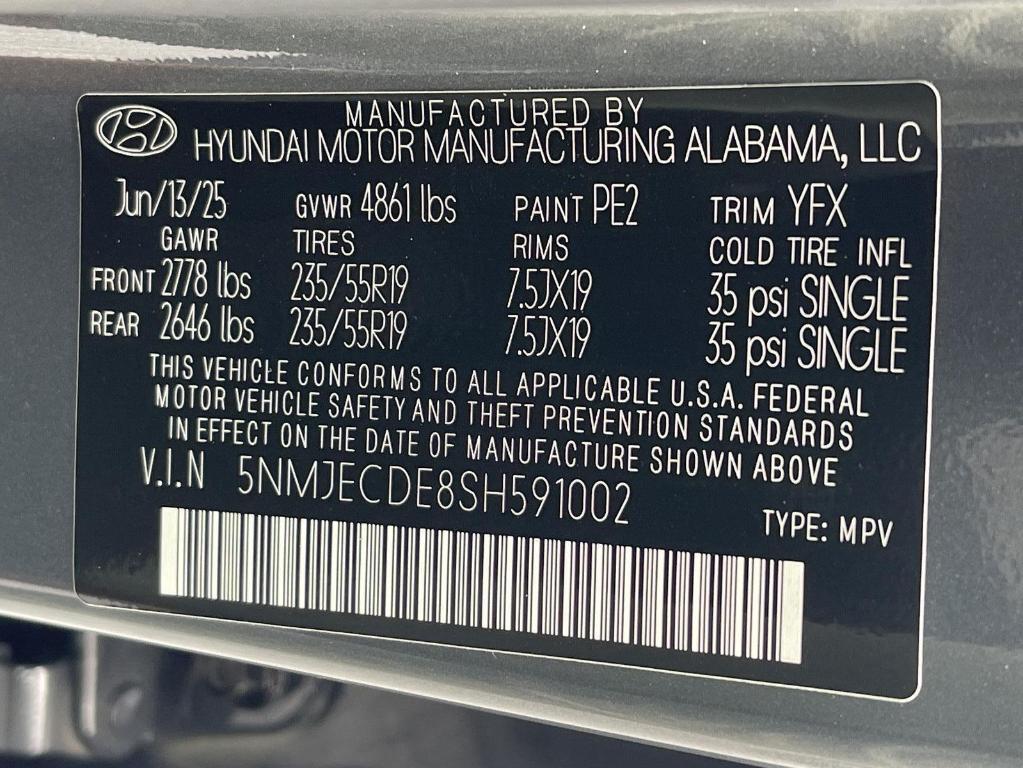 MANUFACTURED BY
HYUNDAI MOTOR MANUFACTURING ALABAMA, LLC
Jun/13/25 GVWR 4861 lbs PAINT PE2 TRIM YFX
GAWR TIRES RIMS COLD TIRE INFL
FRONT 2778 lbs 235/55R19 7.5JX19 35 psi SINGLE
REAR 2646 lbs 235/55R19 7.5JX19 35 psi SINGLE
THIS VEHICLE CONFORMS TO ALL APPLICABLE U.S.A. FEDERAL
MOTOR VEHICLE SAFETY AND THEFT PREVENTION STANDARDS
IN EFFECT ON THE DATE OF MANUFACTURE SHOWN ABOVE
V.I.N 5NMJECDE8SH591002
TYPE: MPV